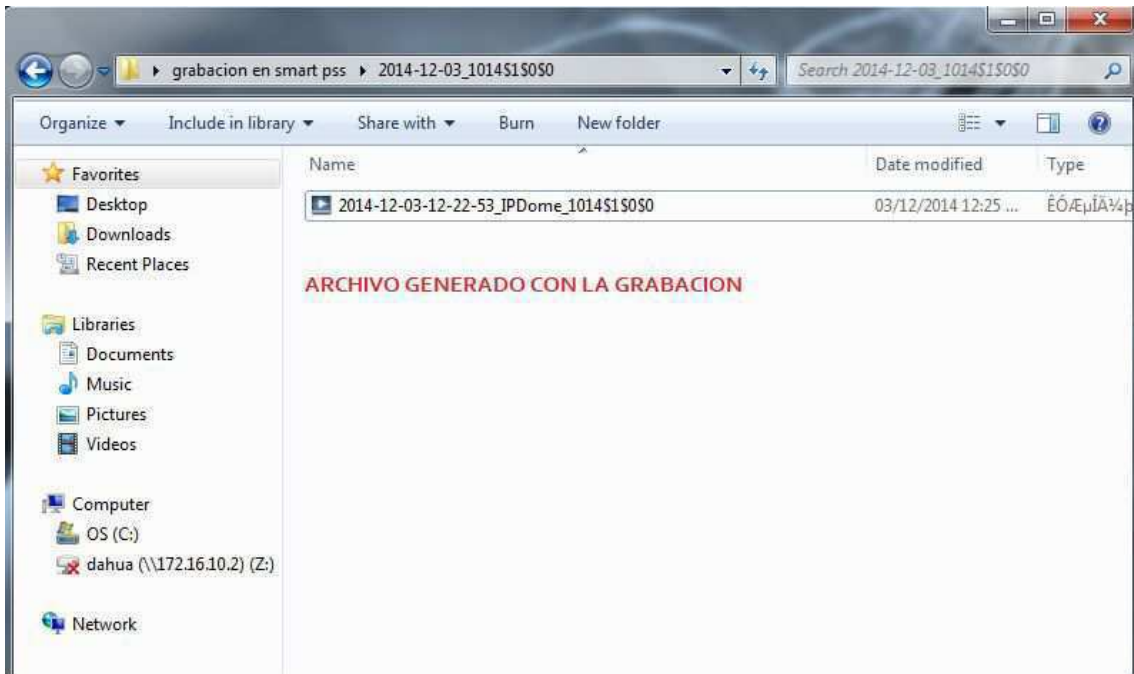 grabacion en smart pss ▸ 2014-12-03_1014$1$0$0
Search 2014-12-03_1014$1$0$0
Organize
Include in library
Share with
Burn
New folder
Name
Date modified
Type
Favorites
Desktop
Downloads
Recent Places
Libraries
Documents
Music
Pictures
Videos
Computer
OS (C:)
dahua (\\172.16.10.2) (Z:)
Network
2014-12-03-12-22-53_IPDome_1014$1$0$0
03/12/2014 12:25 ...
ÊÓÆµÎÄ¼þ
ARCHIVO GENERADO CON LA GRABACION